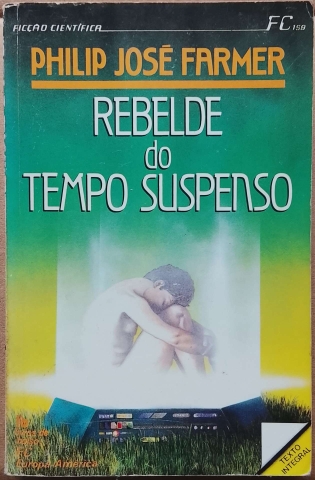 FICÇÃO CIENTÍFICA
FC 158
PHILIP JOSÉ FARMER
REBELDE
do
TEMPO SUSPENSO
Europa-América
TEXTO
INTEGRAL